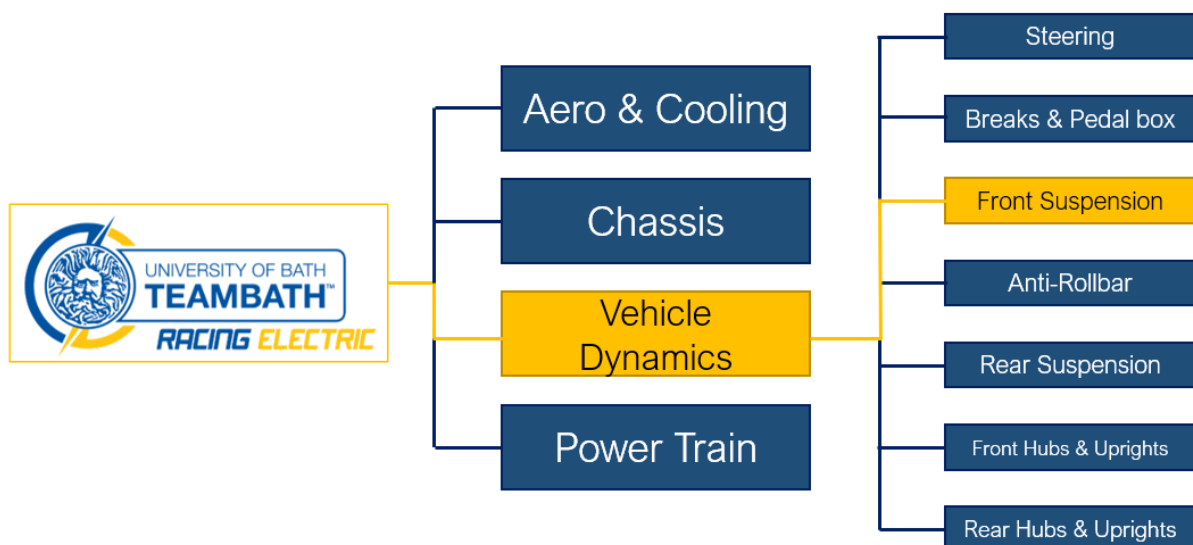 UNIVERSITY OF BATH
TEAMBATH™
RACING ELECTRIC
Aero & Cooling
Chassis
Vehicle
Dynamics
Power Train
Steering
Breaks & Pedal box
Front Suspension
Anti-Rollbar
Rear Suspension
Front Hubs & Uprights
Rear Hubs & Uprights